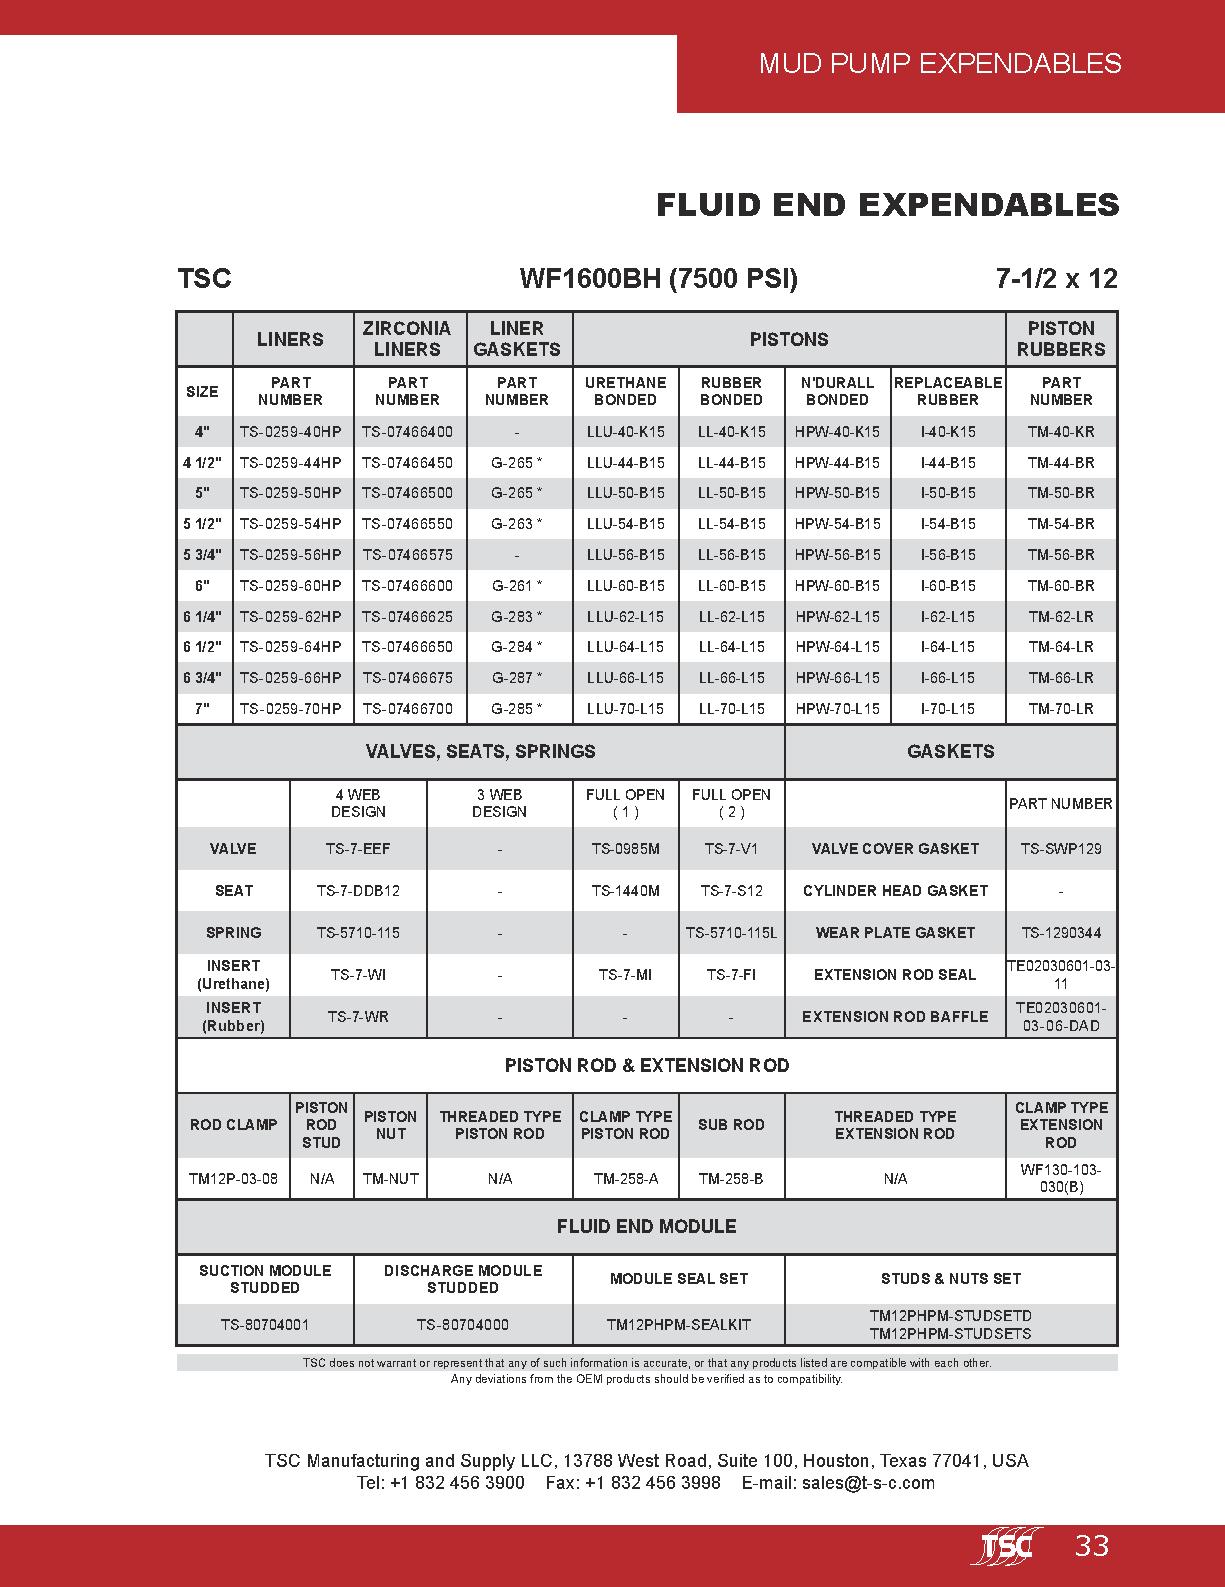 MUD PUMP EXPENDABLES
FLUID END EXPENDABLES
TSC WF1600BH (7500 PSI) 7-1/2 x 12
LINERS ZIRCONIA LINERS LINER GASKETS PISTONS PISTON RUBBERS
SIZE PART NUMBER PART NUMBER PART NUMBER URETHANE BONDED RUBBER BONDED N'DURALL BONDED REPLACEABLE RUBBER PART NUMBER
4" TS-0259-40HP TS-07466400 - LLU-40-K15 LL-40-K15 HPW-40-K15 I-40-K15 TM-40-KR
4 1/2" TS-0259-44HP TS-07466450 G-265 * LLU-44-B15 LL-44-B15 HPW-44-B15 I-44-B15 TM-44-BR
5" TS-0259-50HP TS-07466500 G-265 * LLU-50-B15 LL-50-B15 HPW-50-B15 I-50-B15 TM-50-BR
5 1/2" TS-0259-54HP TS-07466550 G-263 * LLU-54-B15 LL-54-B15 HPW-54-B15 I-54-B15 TM-54-BR
5 3/4" TS-0259-56HP TS-07466575 - LLU-56-B15 LL-56-B15 HPW-56-B15 I-56-B15 TM-56-BR
6" TS-0259-60HP TS-07466600 G-261 * LLU-60-B15 LL-60-B15 HPW-60-B15 I-60-B15 TM-60-BR
6 1/4" TS-0259-62HP TS-07466625 G-283 * LLU-62-L15 LL-62-L15 HPW-62-L15 I-62-L15 TM-62-LR
6 1/2" TS-0259-64HP TS-07466650 G-284 * LLU-64-L15 LL-64-L15 HPW-64-L15 I-64-L15 TM-64-LR
6 3/4" TS-0259-66HP TS-07466675 G-287 * LLU-66-L15 LL-66-L15 HPW-66-L15 I-66-L15 TM-66-LR
7" TS-0259-70HP TS-07466700 G-285 * LLU-70-L15 LL-70-L15 HPW-70-L15 I-70-L15 TM-70-LR
VALVES, SEATS, SPRINGS GASKETS
4 WEB DESIGN 3 WEB DESIGN FULL OPEN ( 1 ) FULL OPEN ( 2 ) PART NUMBER
VALVE TS-7-EEF - TS-0985M TS-7-V1 VALVE COVER GASKET TS-SWP129
SEAT TS-7-DDB12 - TS-1440M TS-7-S12 CYLINDER HEAD GASKET -
SPRING TS-5710-115 - - TS-5710-115L WEAR PLATE GASKET TS-1290344
INSERT (Urethane) TS-7-WI - TS-7-MI TS-7-FI EXTENSION ROD SEAL TE02030601-03-11
INSERT (Rubber) TS-7-WR - - - EXTENSION ROD BAFFLE TE02030601-03-06-DAD
PISTON ROD & EXTENSION ROD
ROD CLAMP PISTON ROD STUD PISTON NUT THREADED TYPE PISTON ROD CLAMP TYPE PISTON ROD SUB ROD THREADED TYPE EXTENSION ROD CLAMP TYPE EXTENSION ROD
TM12P-03-08 N/A TM-NUT N/A TM-258-A TM-258-B N/A WF130-103-030(B)
FLUID END MODULE
SUCTION MODULE STUDDED DISCHARGE MODULE STUDDED MODULE SEAL SET STUDS & NUTS SET
TS-80704001 TS-80704000 TM12PHPM-SEALKIT TM12PHPM-STUDSETD TM12PHPM-STUDSETS
TSC does not warrant or represent that any of such information is accurate, or that any products listed are compatible with each other.
Any deviations from the OEM products should be verified as to compatibility.
TSC Manufacturing and Supply LLC, 13788 West Road, Suite 100, Houston, Texas 77041, USA
Tel: +1 832 456 3900 Fax: +1 832 456 3998 E-mail: sales@t-s-c.com
TSC 33